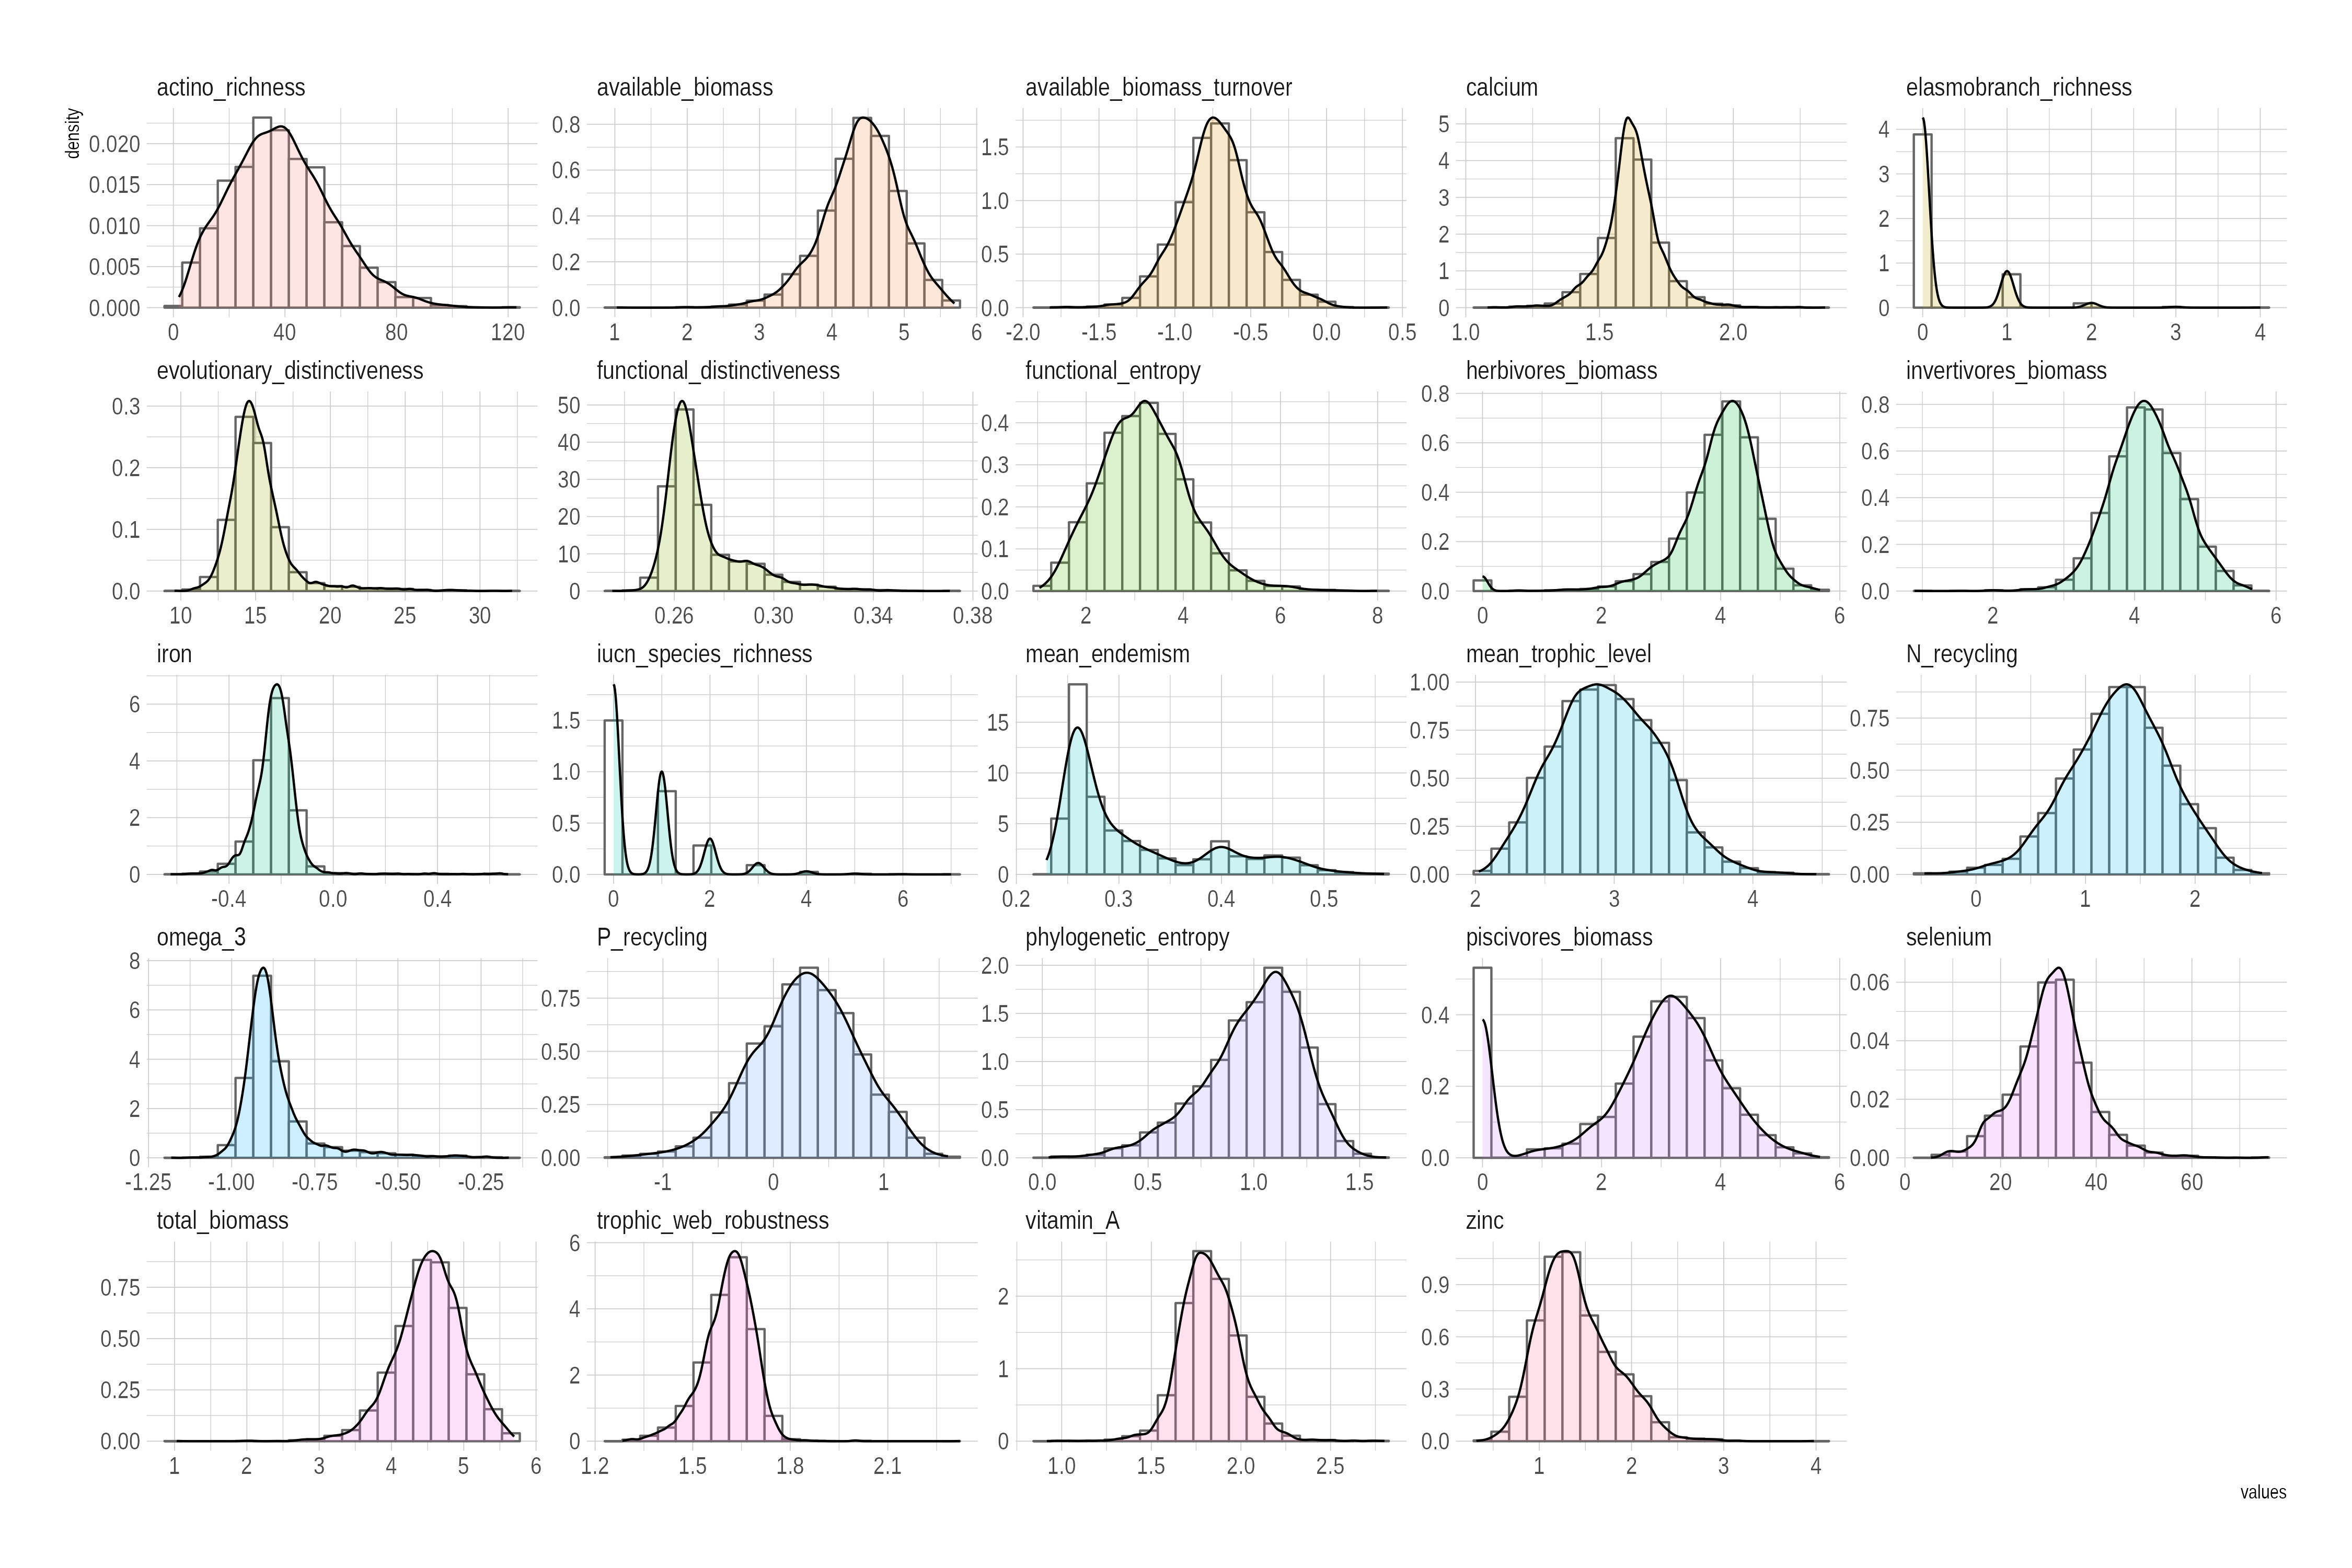 actino_richness available_biomass available_biomass_turnover calcium elasmobranch_richness
density
0.020 0.015 0.010 0.005 0.000
0 40 80 120
0.8 0.6 0.4 0.2 0.0
1 2 3 4 5 6
1.5 1.0 0.5 0.0
-2.0 -1.5 -1.0 -0.5 0.0 0.5
5 4 3 2 1 0
1.0 1.5 2.0
4 3 2 1 0
0 1 2 3 4
evolutionary_distinctiveness functional_distinctiveness functional_entropy herbivores_biomass invertivores_biomass
0.3 0.2 0.1 0.0
10 15 20 25 30
50 40 30 20 10 0
0.26 0.30 0.34 0.38
0.4 0.3 0.2 0.1 0.0
2 4 6 8
0.8 0.6 0.4 0.2 0.0
0 2 4 6
0.8 0.6 0.4 0.2 0.0
2 4 6
iron iucn_species_richness mean_endemism mean_trophic_level N_recycling
6 4 2 0
-0.4 0.0 0.4
1.5 1.0 0.5 0.0
0 2 4 6
15 10 5 0
0.2 0.3 0.4 0.5
1.00 0.75 0.50 0.25 0.00
2 3 4
0.75 0.50 0.25 0.00
0 1 2
omega_3 P_recycling phylogenetic_entropy piscivores_biomass selenium
8 6 4 2 0
-1.25 -1.00 -0.75 -0.50 -0.25
0.75 0.50 0.25 0.00
-1 0 1
2.0 1.5 1.0 0.5 0.0
0.0 0.5 1.0 1.5
0.4 0.2 0.0
0 2 4 6
0.06 0.04 0.02 0.00
0 20 40 60
total_biomass trophic_web_robustness vitamin_A zinc
0.75 0.50 0.25 0.00
1 2 3 4 5 6
6 4 2 0
1.2 1.5 1.8 2.1
2 1 0
1.0 1.5 2.0 2.5
0.9 0.6 0.3 0.0
1 2 3 4
values